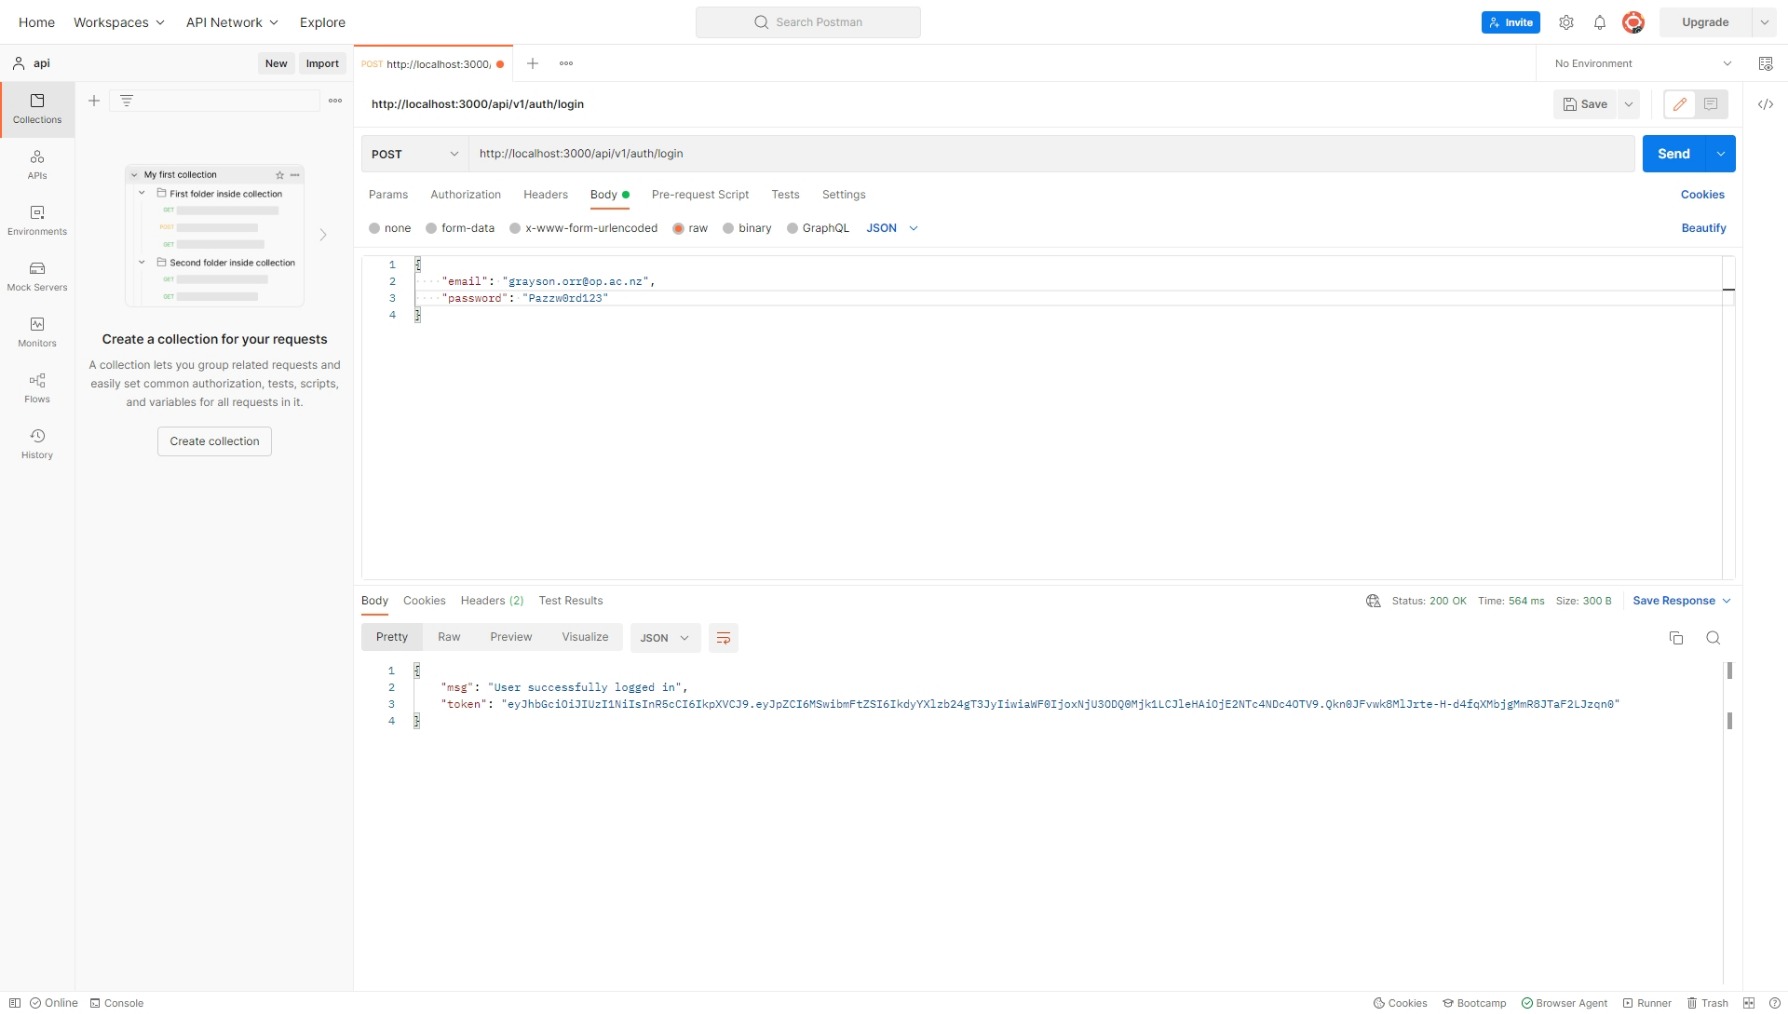 Home Workspaces API Network Explore Search Postman Invite Upgrade
api New Import POST http://localhost:3000/ No Environment
http://localhost:3000/api/v1/auth/login Save
POST http://localhost:3000/api/v1/auth/login Send
Params Authorization Headers Body Pre-request Script Tests Settings Cookies
none form-data x-www-form-urlencoded raw binary GraphQL JSON Beautify
1 {
2 "email": "grayson.orr@op.ac.nz",
3 "password": "Pazzw0rd123"
4 }
Collections
APIs
Environments
Mock Servers
Monitors
Flows
History
My first collection
First folder inside collection
GET
POST
GET
Second folder inside collection
GET
GET
Create a collection for your requests
A collection lets you group related requests and
easily set common authorization, tests, scripts,
and variables for all requests in it.
Create collection
Body Cookies Headers (2) Test Results Status: 200 OK Time: 564 ms Size: 300 B Save Response
Pretty Raw Preview Visualize JSON
1 {
2 "msg": "User successfully logged in",
3 "token": "eyJhbGciOiJIUzI1NiIsInR5cCI6IkpXVCJ9.eyJpZCI6MSwibmFtZSI6IkdyYXlzb24gT3JyIiwiaWF0IjoxNjU3ODQ0Mjk1LCJleHAiOjE2NTc4NDc4OTV9.Qkn0JFvwk8MlJrte-H-d4fqXMbjgMmR8JTaF2LJzqn0"
4 }
Online Console Cookies Bootcamp Browser Agent Runner Trash